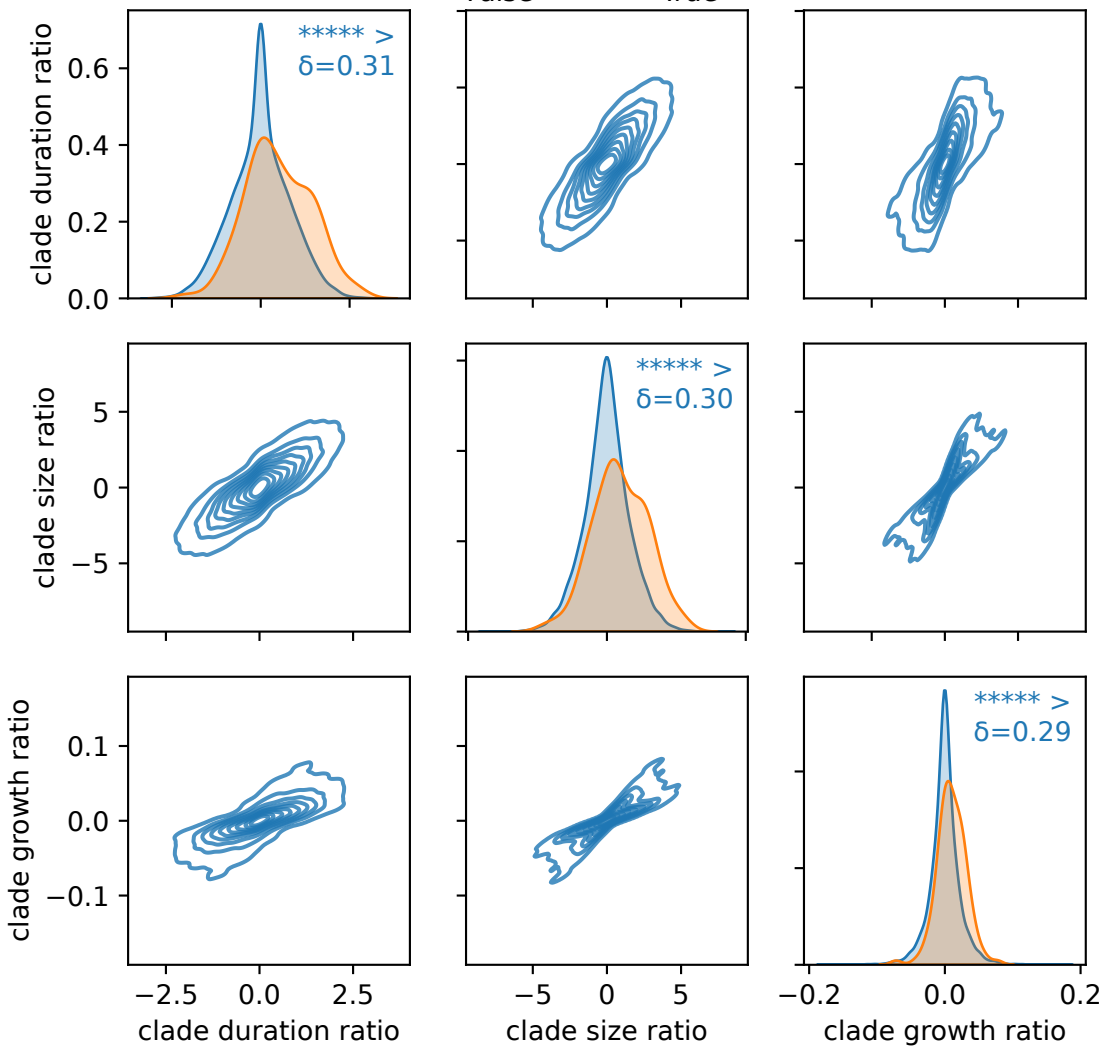 False True
clade duration ratio
0.6
0.4
0.2
0.0
***** >
δ=0.31
clade size ratio
5
0
−5
***** >
δ=0.30
clade growth ratio
0.1
0.0
−0.1
***** >
δ=0.29
−2.5 0.0 2.5
−5 0 5
−0.2 0.0 0.2
clade duration ratio
clade size ratio
clade growth ratio